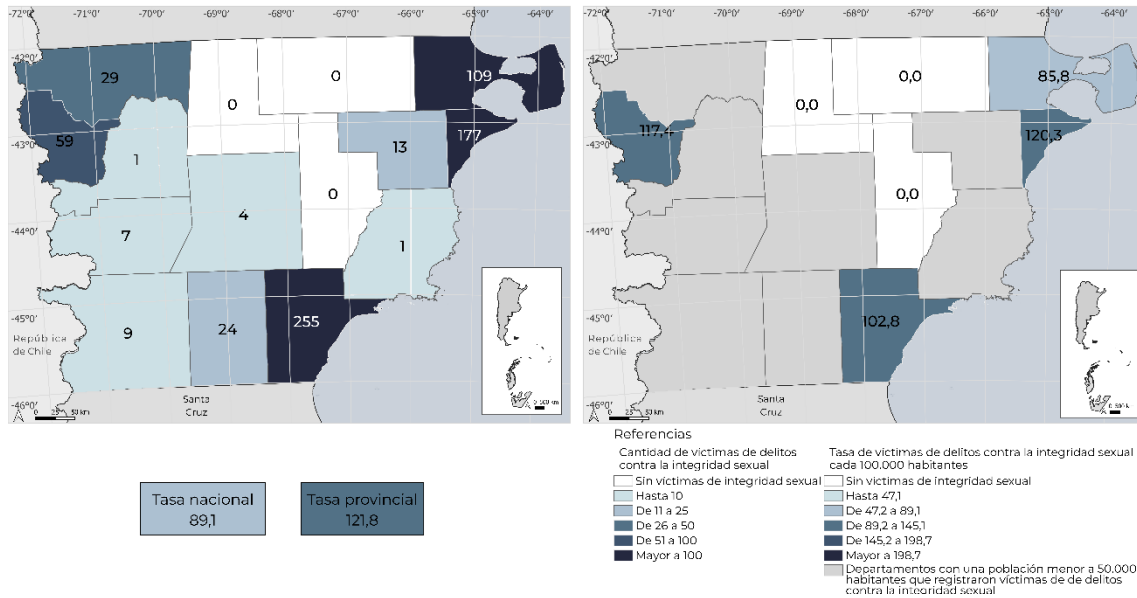 -72°0' -71°0' -70°0' -69°0' -68°0' -67°0' -66°0' -65°0' -64°0'
-42°0'
29
0
0
109
59
177
-43°0'
1
13
0
4
-44°0'
7
1
-45°0'
9
24
255
República
de Chile
-46°0'
0 25 50 km
Santa
Cruz
-72°0' -71°0' -70°0' -69°0' -68°0' -67°0' -66°0' -65°0' -64°0'
-42°0'
0,0
0,0
85,8
117,4
120,3
-43°0'
0,0
-44°0'
-45°0'
102,8
República
de Chile
-46°0'
Santa
Cruz
Tasa nacional
89,1
Tasa provincial
121,8
Referencias
Cantidad de víctimas de delitos
contra la integridad sexual
Sin víctimas de integridad sexual
Hasta 10
De 11 a 25
De 26 a 50
De 51 a 100
Mayor a 100
Tasa de víctimas de delitos contra la integridad sexual
cada 100.000 habitantes
Sin víctimas de integridad sexual
Hasta 47,1
De 47,2 a 89,1
De 89,2 a 145,1
De 145,2 a 198,7
Mayor a 198,7
Departamentos con una población menor a 50.000
habitantes que registraron víctimas de de delitos
contra la integridad sexual